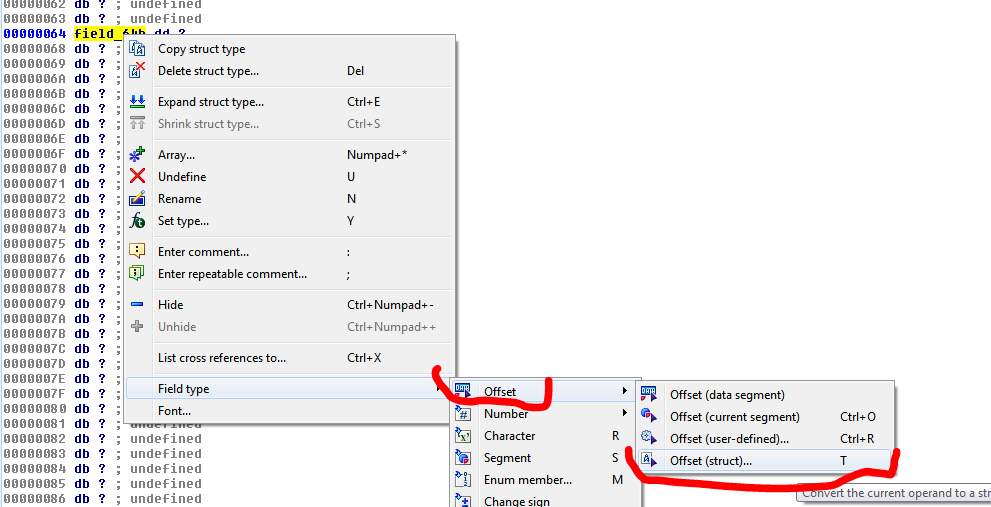 00000062 db ? ; undefined
00000063 db ? ; undefined
00000064 dd ?
00000068 db ? ;
00000069 db ? ;
0000006A db ? ;
0000006B db ? ;
0000006C db ? ;
0000006D db ? ;
0000006E db ? ;
0000006F db ? ;
00000070 db ? ;
00000071 db ? ;
00000072 db ? ;
00000073 db ? ;
00000074 db ? ;
00000075 db ? ;
00000076 db ? ;
00000077 db ? ;
00000078 db ? ;
00000079 db ? ;
0000007A db ? ;
0000007B db ? ;
0000007C db ? ;
0000007D db ? ;
0000007E db ? ;
0000007F db ? ;
00000080 db ? ;
00000081 db ? ; undefined
00000082 db ? ; undefined
00000083 db ? ; undefined
00000084 db ? ; undefined
00000085 db ? ; undefined
00000086 db ? ; undefined
Copy struct type
Delete struct type... Del
Expand struct type... Ctrl+E
Shrink struct type... Ctrl+S
Array... Numpad+*
Undefine U
Rename N
Set type... Y
Enter comment... :
Enter repeatable comment... ;
Hide Ctrl+Numpad+-
Unhide Ctrl+Numpad++
List cross references to... Ctrl+X
Field type
Font...
Offset
Number
Character R
Segment S
Enum member... M
Change sign
Offset (data segment)
Offset (current segment) Ctrl+O
Offset (user-defined)... Ctrl+R
Offset (struct)... T
Convert the current operand to a